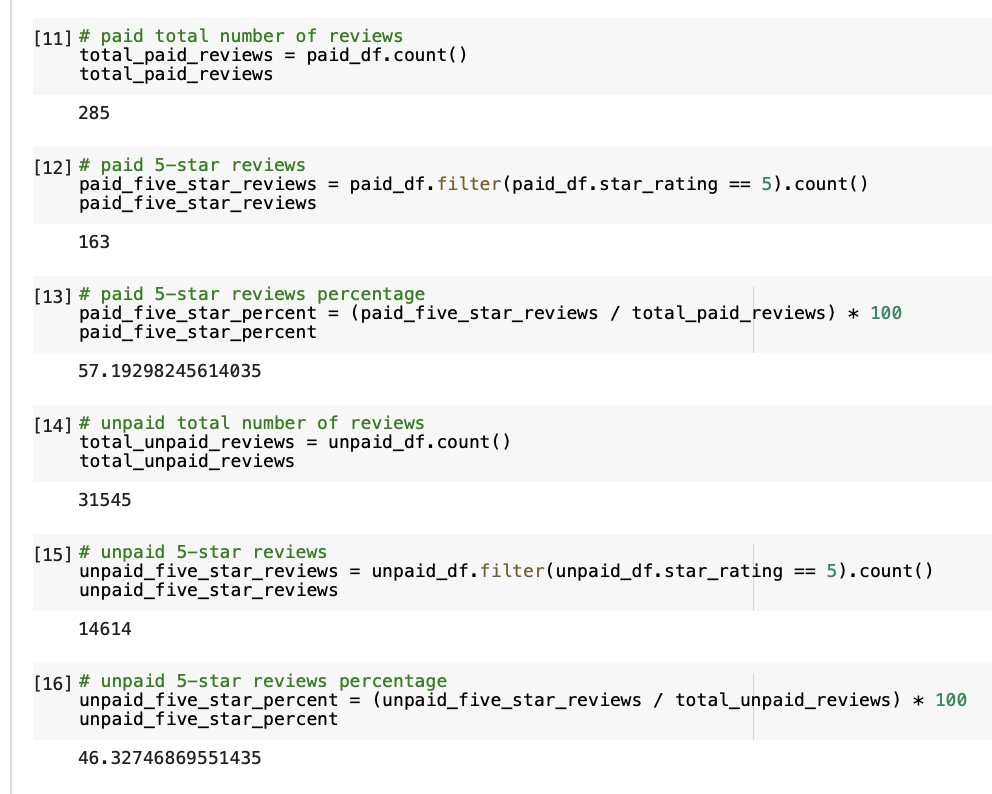 [11] # paid total number of reviews
total_paid_reviews = paid_df.count()
total_paid_reviews
285
[12] # paid 5-star reviews
paid_five_star_reviews = paid_df.filter(paid_df.star_rating == 5).count()
paid_five_star_reviews
163
[13] # paid 5-star reviews percentage
paid_five_star_percent = (paid_five_star_reviews / total_paid_reviews) * 100
paid_five_star_percent
57.19298245614035
[14] # unpaid total number of reviews
total_unpaid_reviews = unpaid_df.count()
total_unpaid_reviews
31545
[15] # unpaid 5-star reviews
unpaid_five_star_reviews = unpaid_df.filter(unpaid_df.star_rating == 5).count()
unpaid_five_star_reviews
14614
[16] # unpaid 5-star reviews percentage
unpaid_five_star_percent = (unpaid_five_star_reviews / total_unpaid_reviews) * 100
unpaid_five_star_percent
46.32746869551435